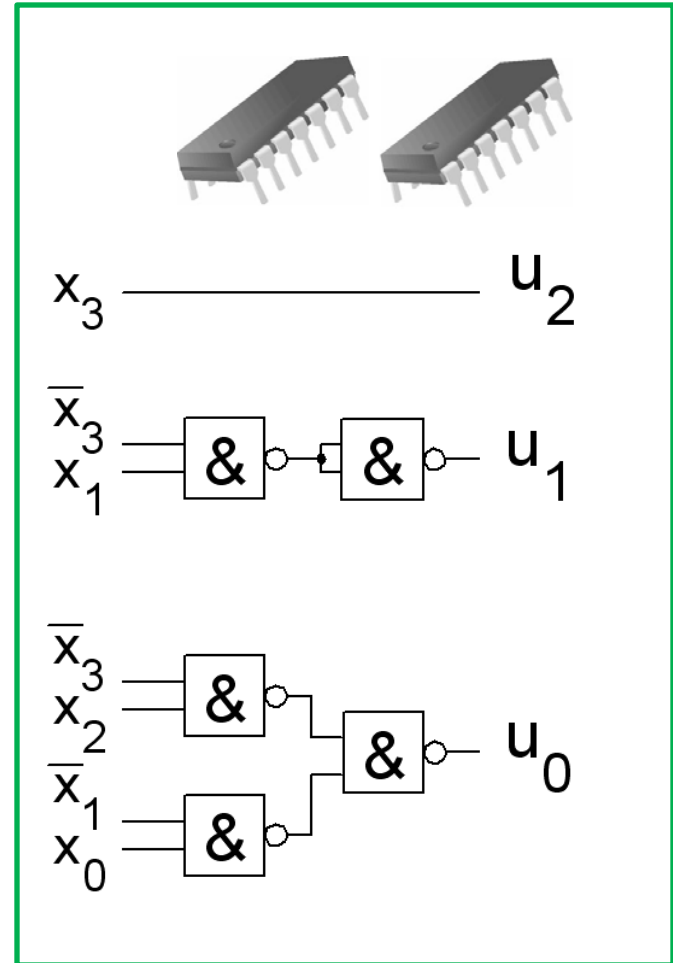 x₃ u₂
x̅₃
x₁
& & u₁
x̅₃
x₂
&
& u₀
x̅₁
x₀
&